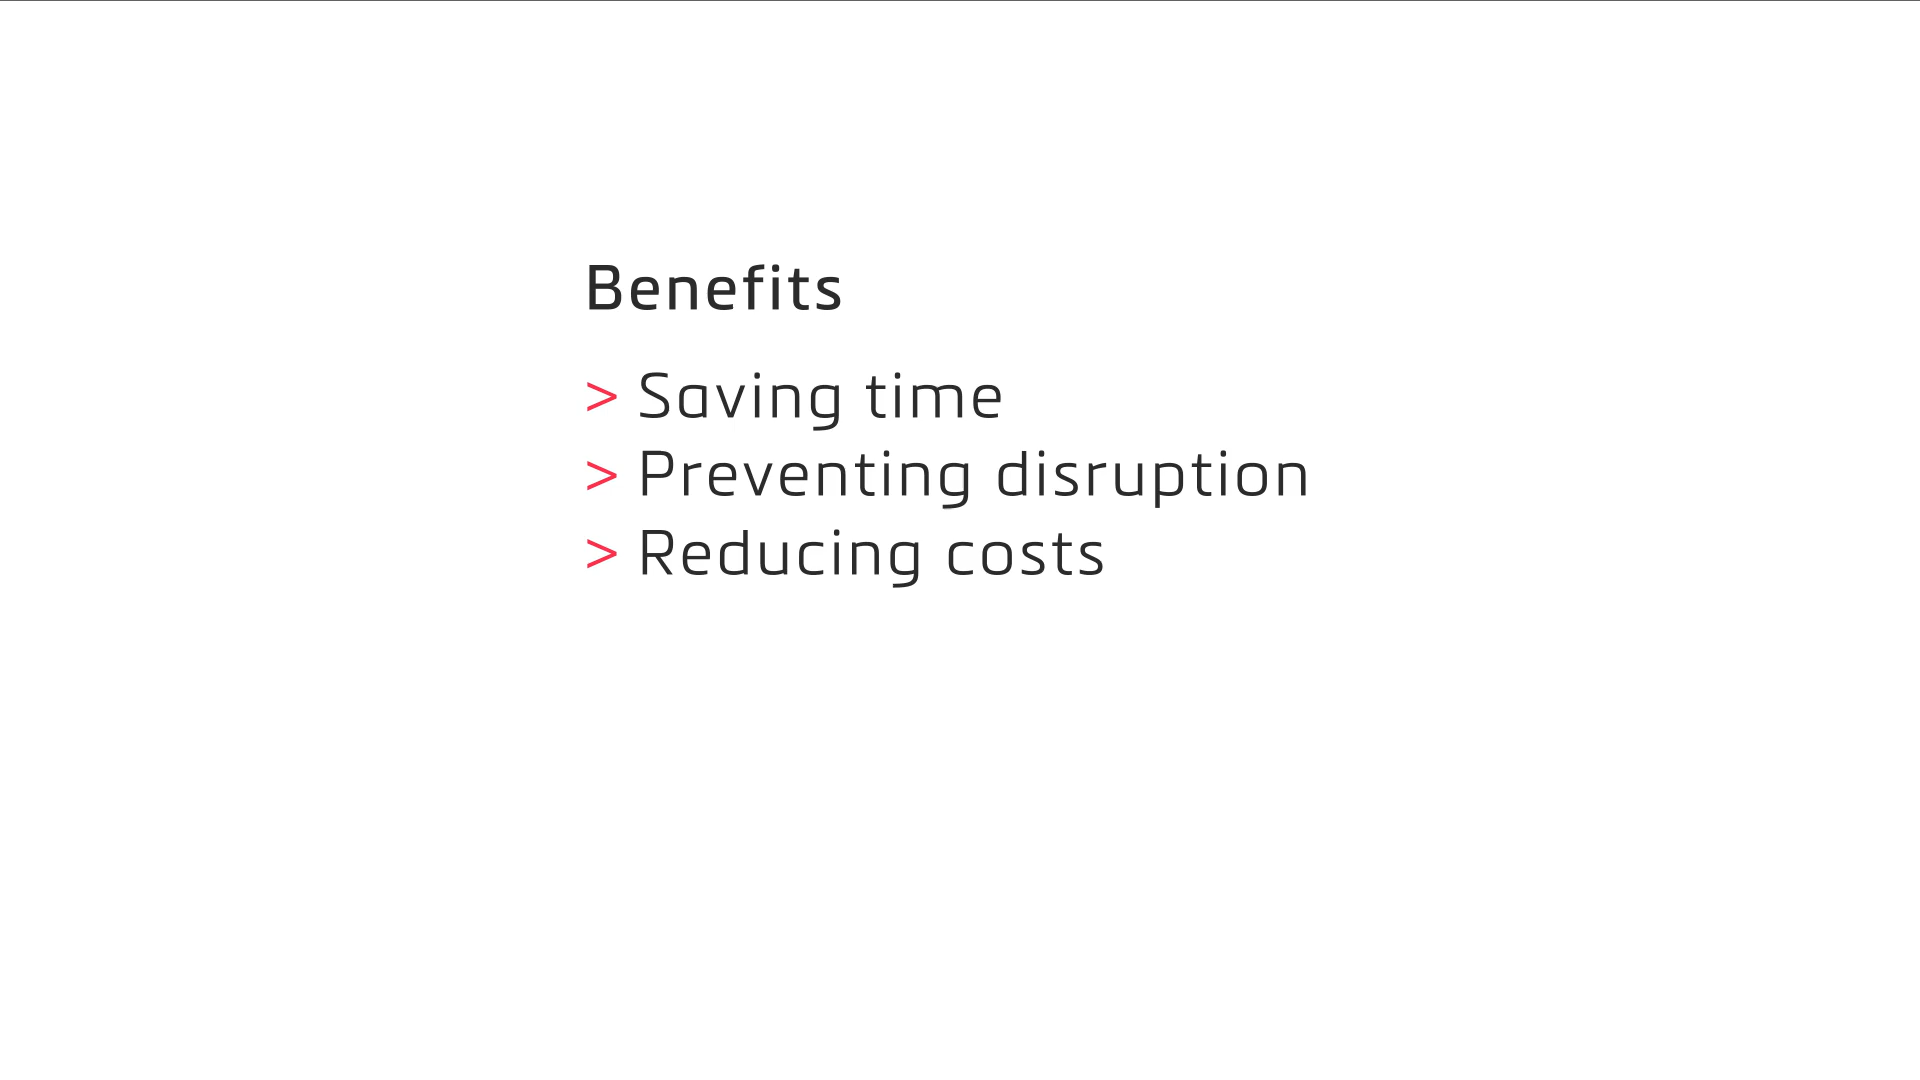 Benefits
> Saving time
> Preventing disruption
> Reducing costs